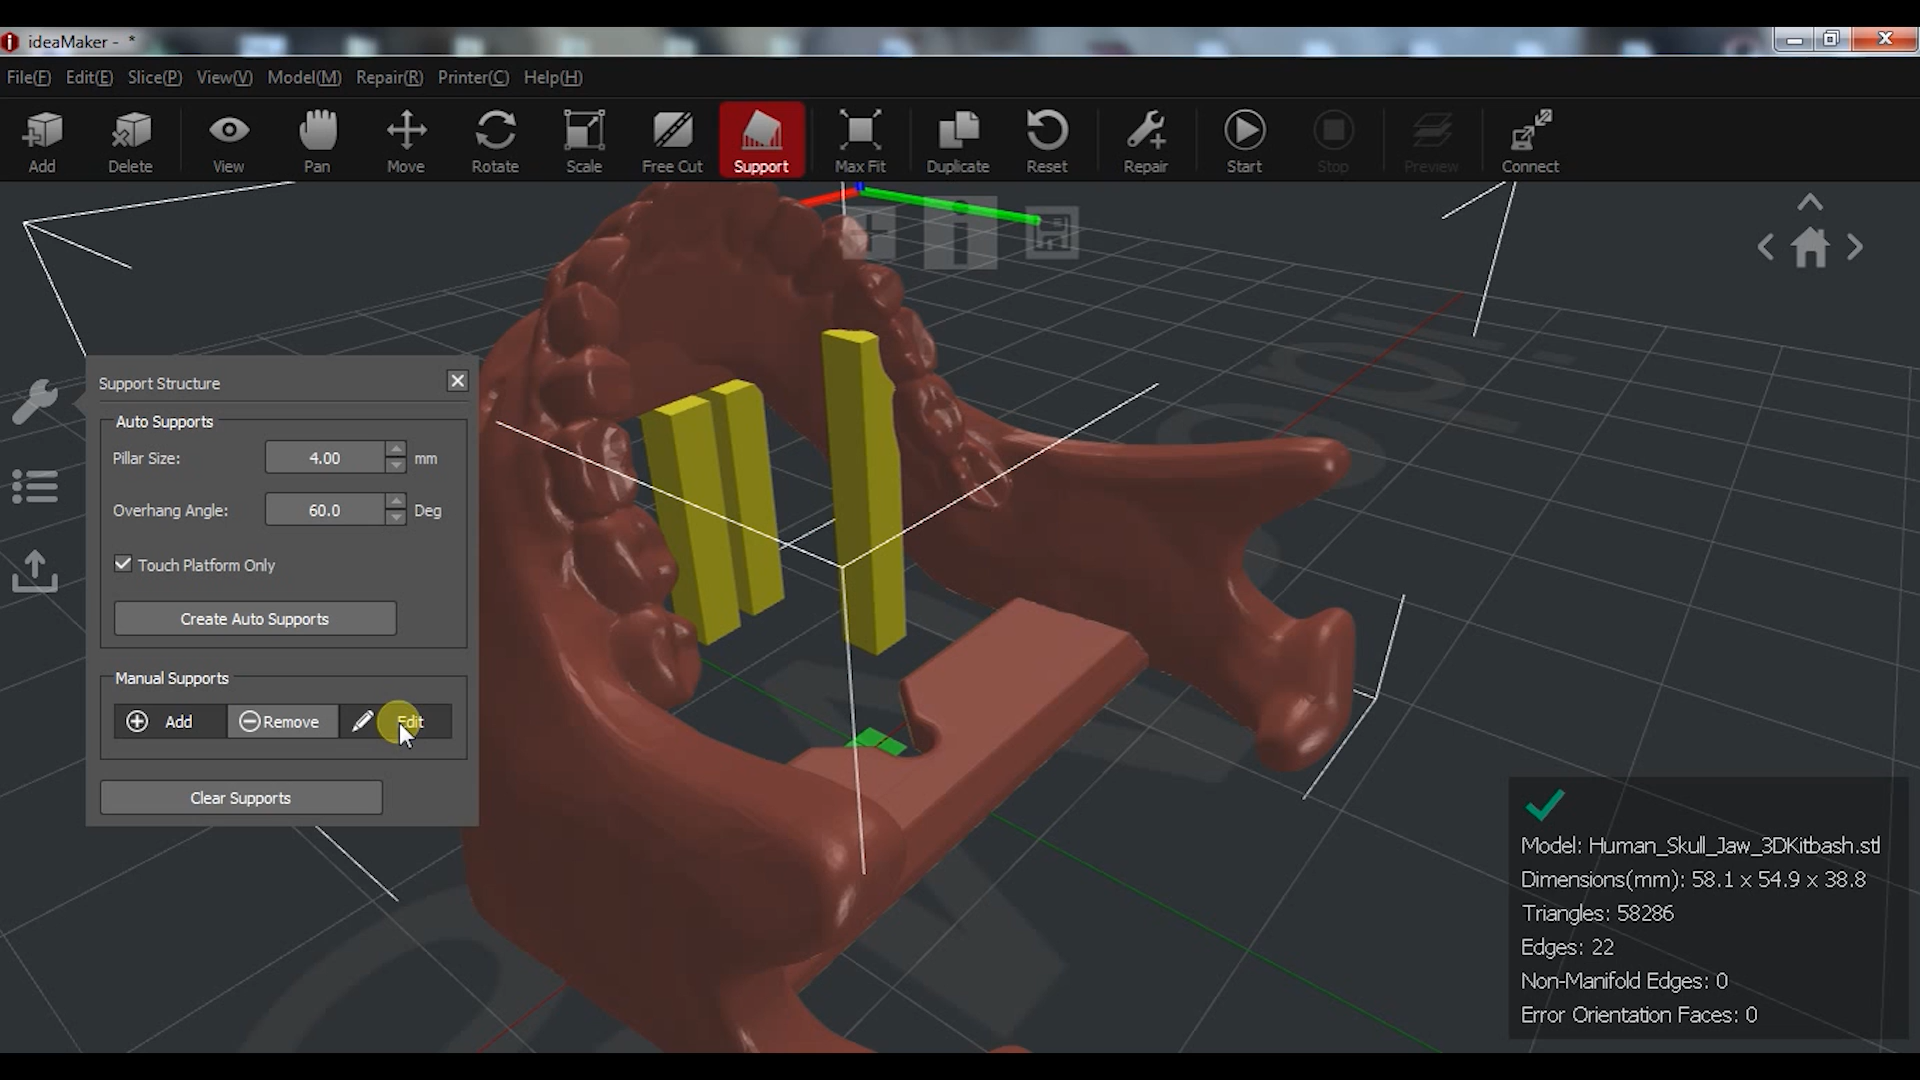 ideaMaker - *
File(F) Edit(E) Slice(P) View(V) Model(M) Repair(R) Printer(C) Help(H)
Add Delete View Pan Move Rotate Scale Free Cut Support Max Fit Duplicate Reset Repair Start Stop Preview Connect
Support Structure
Auto Supports
Pillar Size: 4.00 mm
Overhang Angle: 60.0 Deg
Touch Platform Only
Create Auto Supports
Manual Supports
Add Remove Edit
Clear Supports
Model: Human_Skull_Jaw_3DKitbash.stl
Dimensions(mm): 58.1 x 54.9 x 38.8
Triangles: 58286
Edges: 22
Non-Manifold Edges: 0
Error Orientation Faces: 0